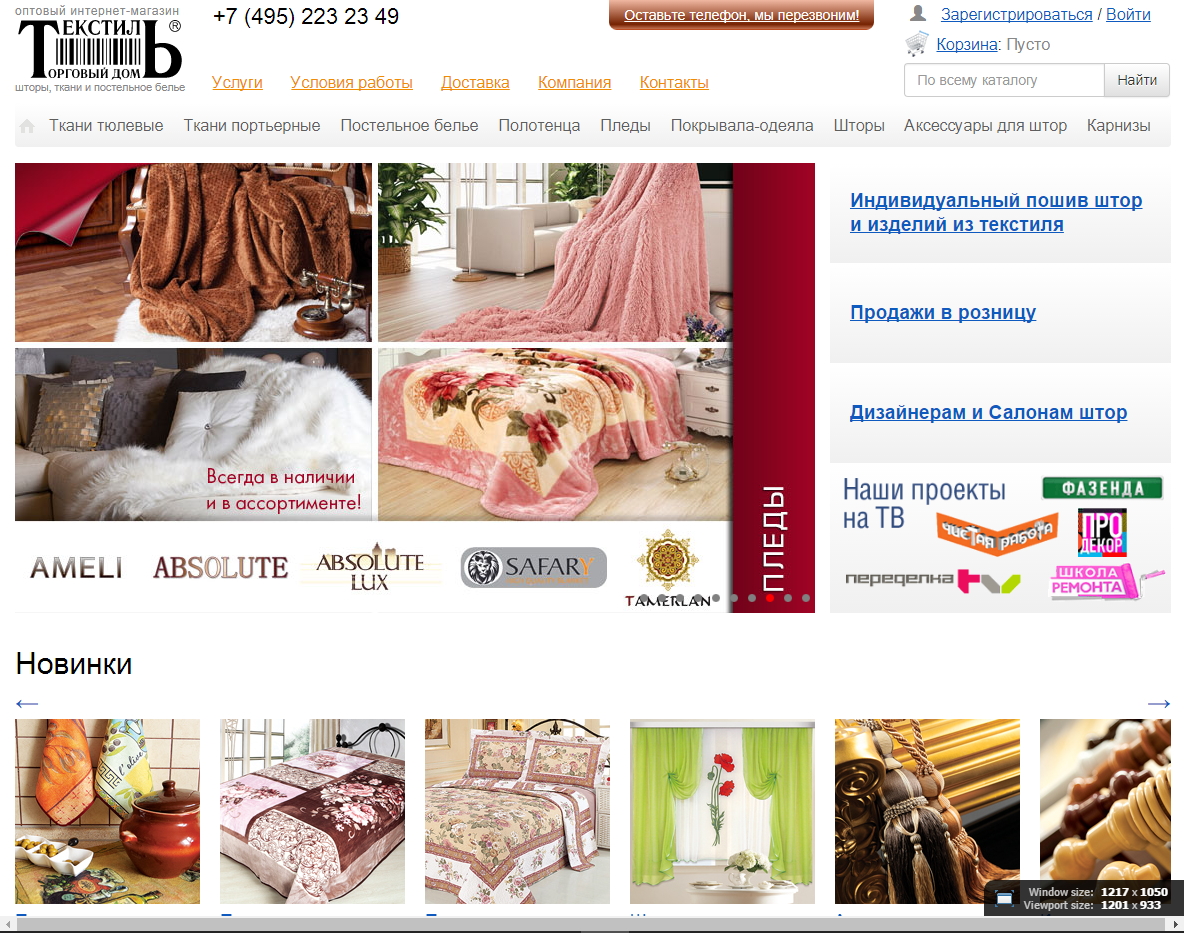 оптовый интернет-магазин
ТЕКСТИЛЬ ®
ТОРГОВЫЙ ДОМ
шторы, ткани и постельное белье
+7 (495) 223 23 49
Оставьте телефон, мы перезвоним!
Зарегистрироваться / Войти
Корзина: Пусто
Услуги Условия работы Доставка Компания Контакты
По всему каталогу Найти
Ткани тюлевые Ткани портьерные Постельное белье Полотенца Пледы Покрывала-одеяла Шторы Аксессуары для штор Карнизы
Всегда в наличии
и в ассортименте!
AMELI
ABSOLUTE
ABSOLUTE
LUX
SAFARY
TAMERLAN
ПЛЕДЫ
Индивидуальный пошив штор
и изделий из текстиля
Продажи в розницу
Дизайнерам и Салонам штор
Наши проекты
на ТВ
ФАЗЕНДА
ЧИСТАЯ РАБОТА
ПРО
ДЕКОР
переделка TV
ШКОЛА
РЕМОНТА
Новинки
← →
Window size: 1217 x 1050
Viewport size: 1201 x 933